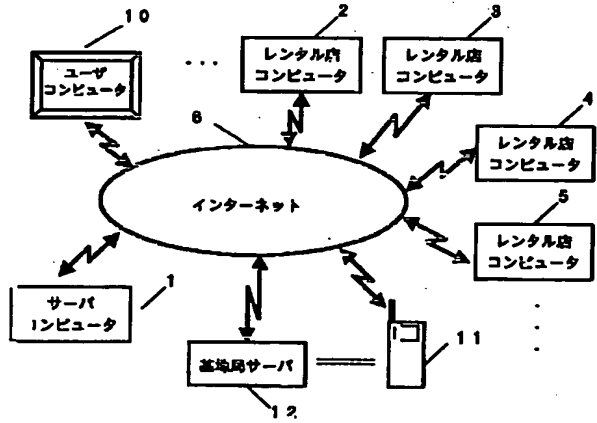 10
2
3
ユーザ
コンピュータ
・・・
レンタル店
コンピュータ
レンタル店
コンピュータ
6
4
レンタル店
コンピュータ
インターネット
5
レンタル店
コンピュータ
サーバ
コンピュータ
1
基地局サーバ
11
12